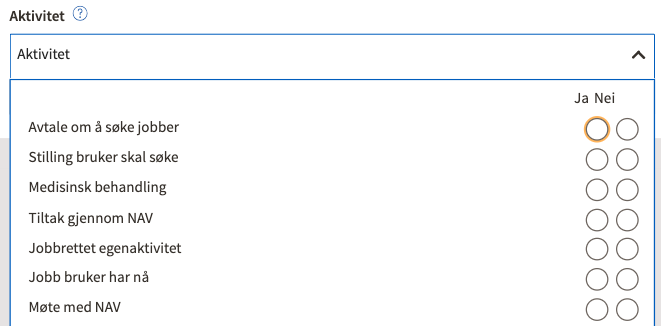 Aktivitet ?
Aktivitet
Ja Nei
Avtale om å søke jobber
Stilling bruker skal søke
Medisinsk behandling
Tiltak gjennom NAV
Jobbrettet egenaktivitet
Jobb bruker har nå
Møte med NAV